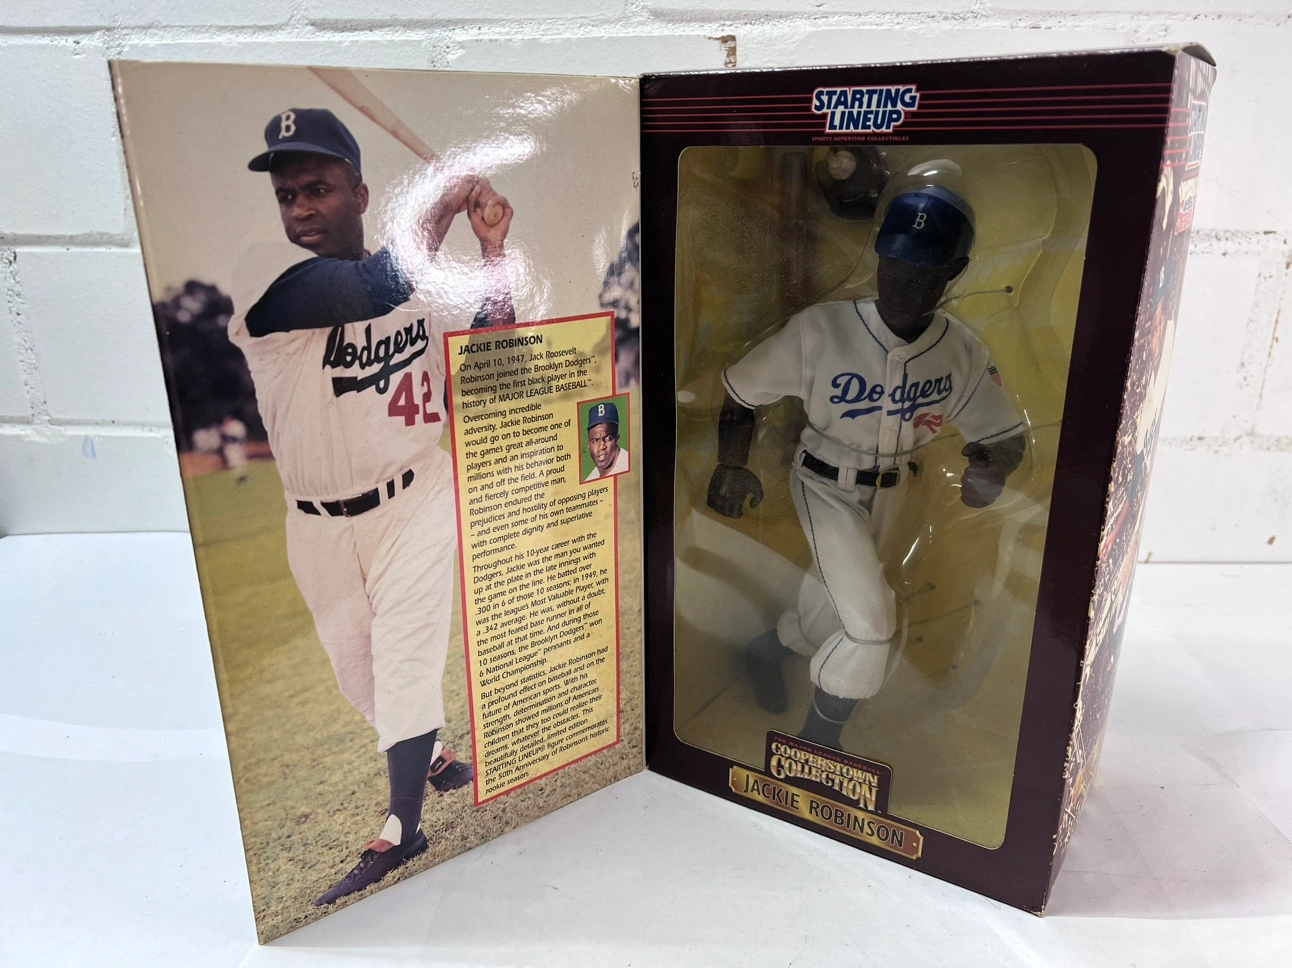 B
Dodgers
42
JACKIE ROBINSON
On April 10, 1947, Jack Roosevelt
Robinson joined the Brooklyn Dodgers™,
becoming the first black player in the
history of MAJOR LEAGUE BASEBALL™.
Overcoming incredible
adversity, Jackie Robinson
would go on to become one of
the game's great all-around
players and an inspiration to
millions with his behavior both
on and off the field. A proud
and fiercely competitive man,
Robinson endured the
prejudices and hostility of opposing players
– and even some of his own teammates –
with complete dignity and superlative
performance.
Throughout his 10-year career with the
Dodgers, Jackie was the man you wanted
up at the plate in the late innings with
the game on the line. He batted over
.300 in 6 of those 10 seasons; in 1949, he
was the league's Most Valuable Player, with
a .342 average. He was, without a doubt,
the most feared base runner in all of
baseball at that time. And during those
10 seasons, the Brooklyn Dodgers™ won
6 National League™ pennants and a
World Championship.
But beyond statistics, Jackie Robinson had
a profound effect on baseball and on the
future of American sports. With his
strength, determination and character,
Robinson showed millions of American
children that they too could realize their
dreams, whatever the obstacles. This
beautifully detailed, limited edition
STARTING LINEUP® figure commemorates
the 50th Anniversary of Robinson's historic
rookie season.
B
STARTING
LINEUP
SPORTS SUPERSTAR COLLECTIBLES
B
Dodgers
THE MAJOR LEAGUE BASEBALL
COOPERSTOWN
COLLECTION
JACKIE ROBINSON